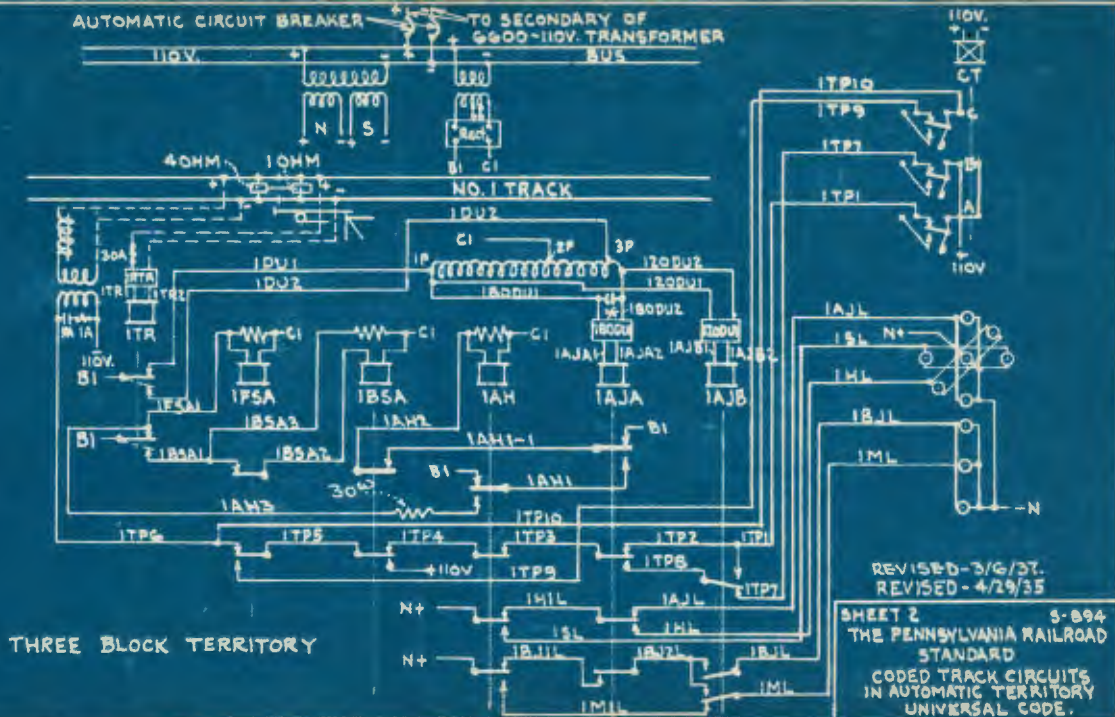 AUTOMATIC CIRCUIT BREAKER
TO SECONDARY OF
6600-110V. TRANSFORMER
110V.
110V.
BUS
CT
N
S
Rect
B1
C1
1TP10
1TP9
1TP7
1TP1
C
B
A
110V
4 OHM
1 OHM
NO. 1 TRACK
1DU2
C1
2P
3P
1P
30A
RTA
1TR
1TR2
1TR
1DU1
1DU2
120DU2
120DU1
180DU1
180DU2
180DU
120DU
1A
110V.
B1
C1
C1
C1
1AJA1
1AJA2
1AJB1
1AJB2
1FSA
1BSA
1AH
1AJA
1AJB
1FSA1
1BSA3
1AH2
B1
B1
1AH1-1
1BSA1
1BSA2
B1
1AH1
30ω
1AH3
1AJL
1SL
N+
1HL
1BJL
1ML
-N
1TP10
1TP6
1TP5
1TP4
1TP3
1TP2
1TP1
+110V
1TP9
1TP8
1TP7
N+
1H1L
1AJL
1SL
1HL
N+
1BJ1L
1BJ2L
1BJL
1M1L
1ML
THREE BLOCK TERRITORY
REVISED-3/6/37.
REVISED-4/29/35
SHEET 2 S-894
THE PENNSYLVANIA RAILROAD
STANDARD
CODED TRACK CIRCUITS
IN AUTOMATIC TERRITORY
UNIVERSAL CODE.